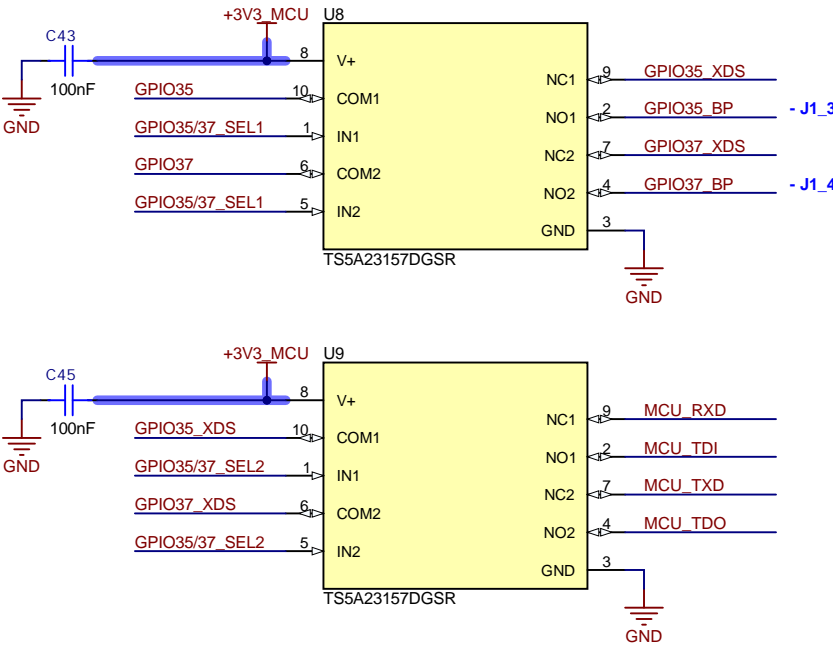 +3V3_MCU U8
C43
8 V+
100nF
GPIO35 10 COM1
NC1 9 GPIO35_XDS
GND
NO1 2 GPIO35_BP - J1_3
GPIO35/37_SEL1 1 IN1
NC2 7 GPIO37_XDS
GPIO37 6 COM2
NO2 4 GPIO37_BP - J1_4
GPIO35/37_SEL1 5 IN2
GND 3
TS5A23157DGSR
GND
+3V3_MCU U9
C45
8 V+
100nF
GPIO35_XDS 10 COM1
NC1 9 MCU_RXD
GND
NO1 2 MCU_TDI
GPIO35/37_SEL2 1 IN1
NC2 7 MCU_TXD
GPIO37_XDS 6 COM2
NO2 4 MCU_TDO
GPIO35/37_SEL2 5 IN2
GND 3
TS5A23157DGSR
GND